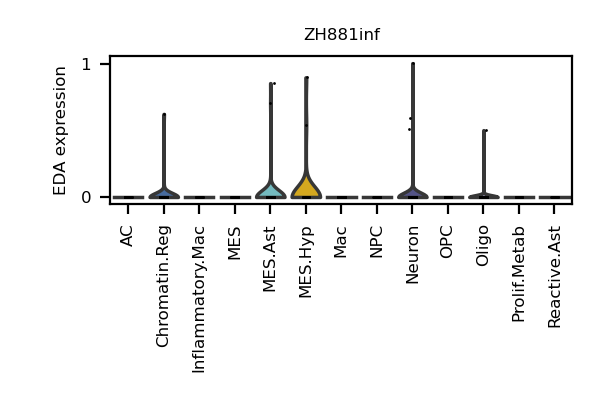 ZH881inf
EDA expression
1
0
AC
Chromatin.Reg
Inflammatory.Mac
MES
MES.Ast
MES.Hyp
Mac
NPC
Neuron
OPC
Oligo
Prolif.Metab
Reactive.Ast